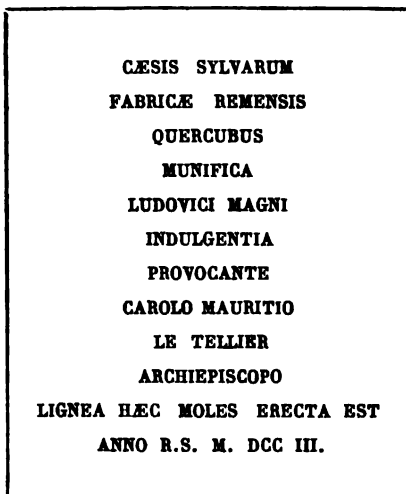 CÆSIS SYLVARUM
FABRICÆ REMENSIS
QUERCUBUS
MUNIFICA
LUDOVICI MAGNI
INDULGENTIA
PROVOCANTE
CAROLO MAURITIO
LE TELLIER
ARCHIEPISCOPO
LIGNEA HÆC MOLES ERECTA EST
ANNO R.S. M. DCC III.